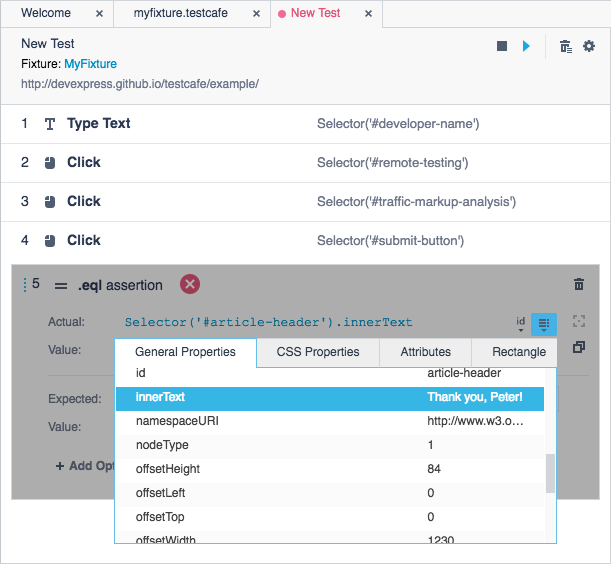 Welcome
myfixture.testcafe
New Test
New Test
Fixture: MyFixture
http://devexpress.github.io/testcafe/example/
1 Type Text Selector('#developer-name')
2 Click Selector('#remote-testing')
3 Click Selector('#traffic-markup-analysis')
4 Click Selector('#submit-button')
5 .eql assertion
Actual: Selector('#article-header').innerText id
Value:
General Properties CSS Properties Attributes Rectangle
id article-header
innerText Thank you, Peter!
namespaceURI http://www.w3.o...
nodeType 1
offsetHeight 84
offsetLeft 0
offsetTop 0
offsetWidth 1230
Expected:
Value:
+ Add Opt